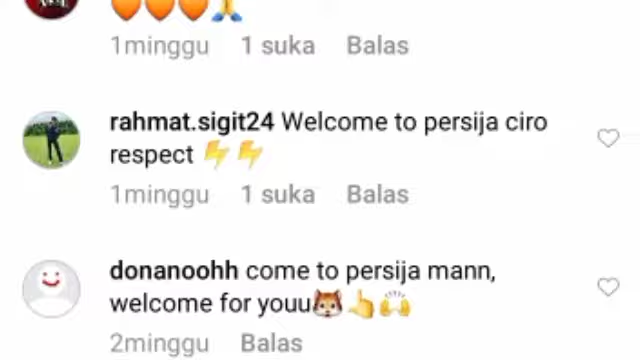 🧡🧡🧡🙏
1minggu 1 suka Balas
rahmat.sigit24 Welcome to persija ciro
respect ⚡⚡
1minggu 1 suka Balas
donanoohh come to persija mann,
welcome for youu🐯👆🙌
2minggu Balas